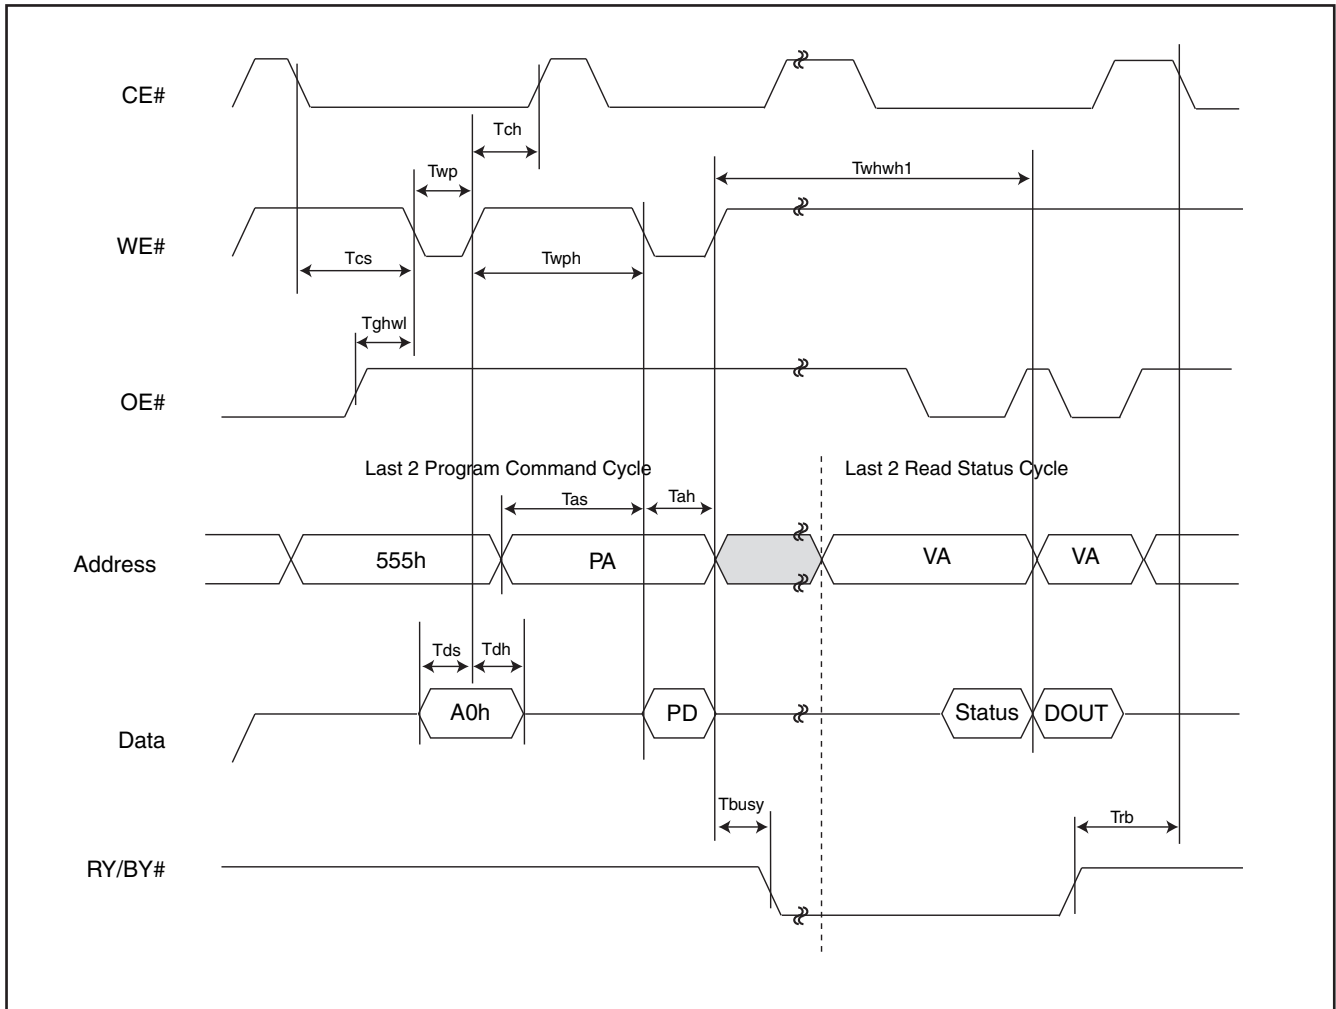 CE#
Tch
Twp
Twhwh1
WE#
Tcs
Twph
Tghwl
OE#
Last 2 Program Command Cycle
Last 2 Read Status Cycle
Tas
Tah
Address
555h
PA
VA
VA
Tds
Tdh
A0h
PD
Status
DOUT
Data
Tbusy
Trb
RY/BY#